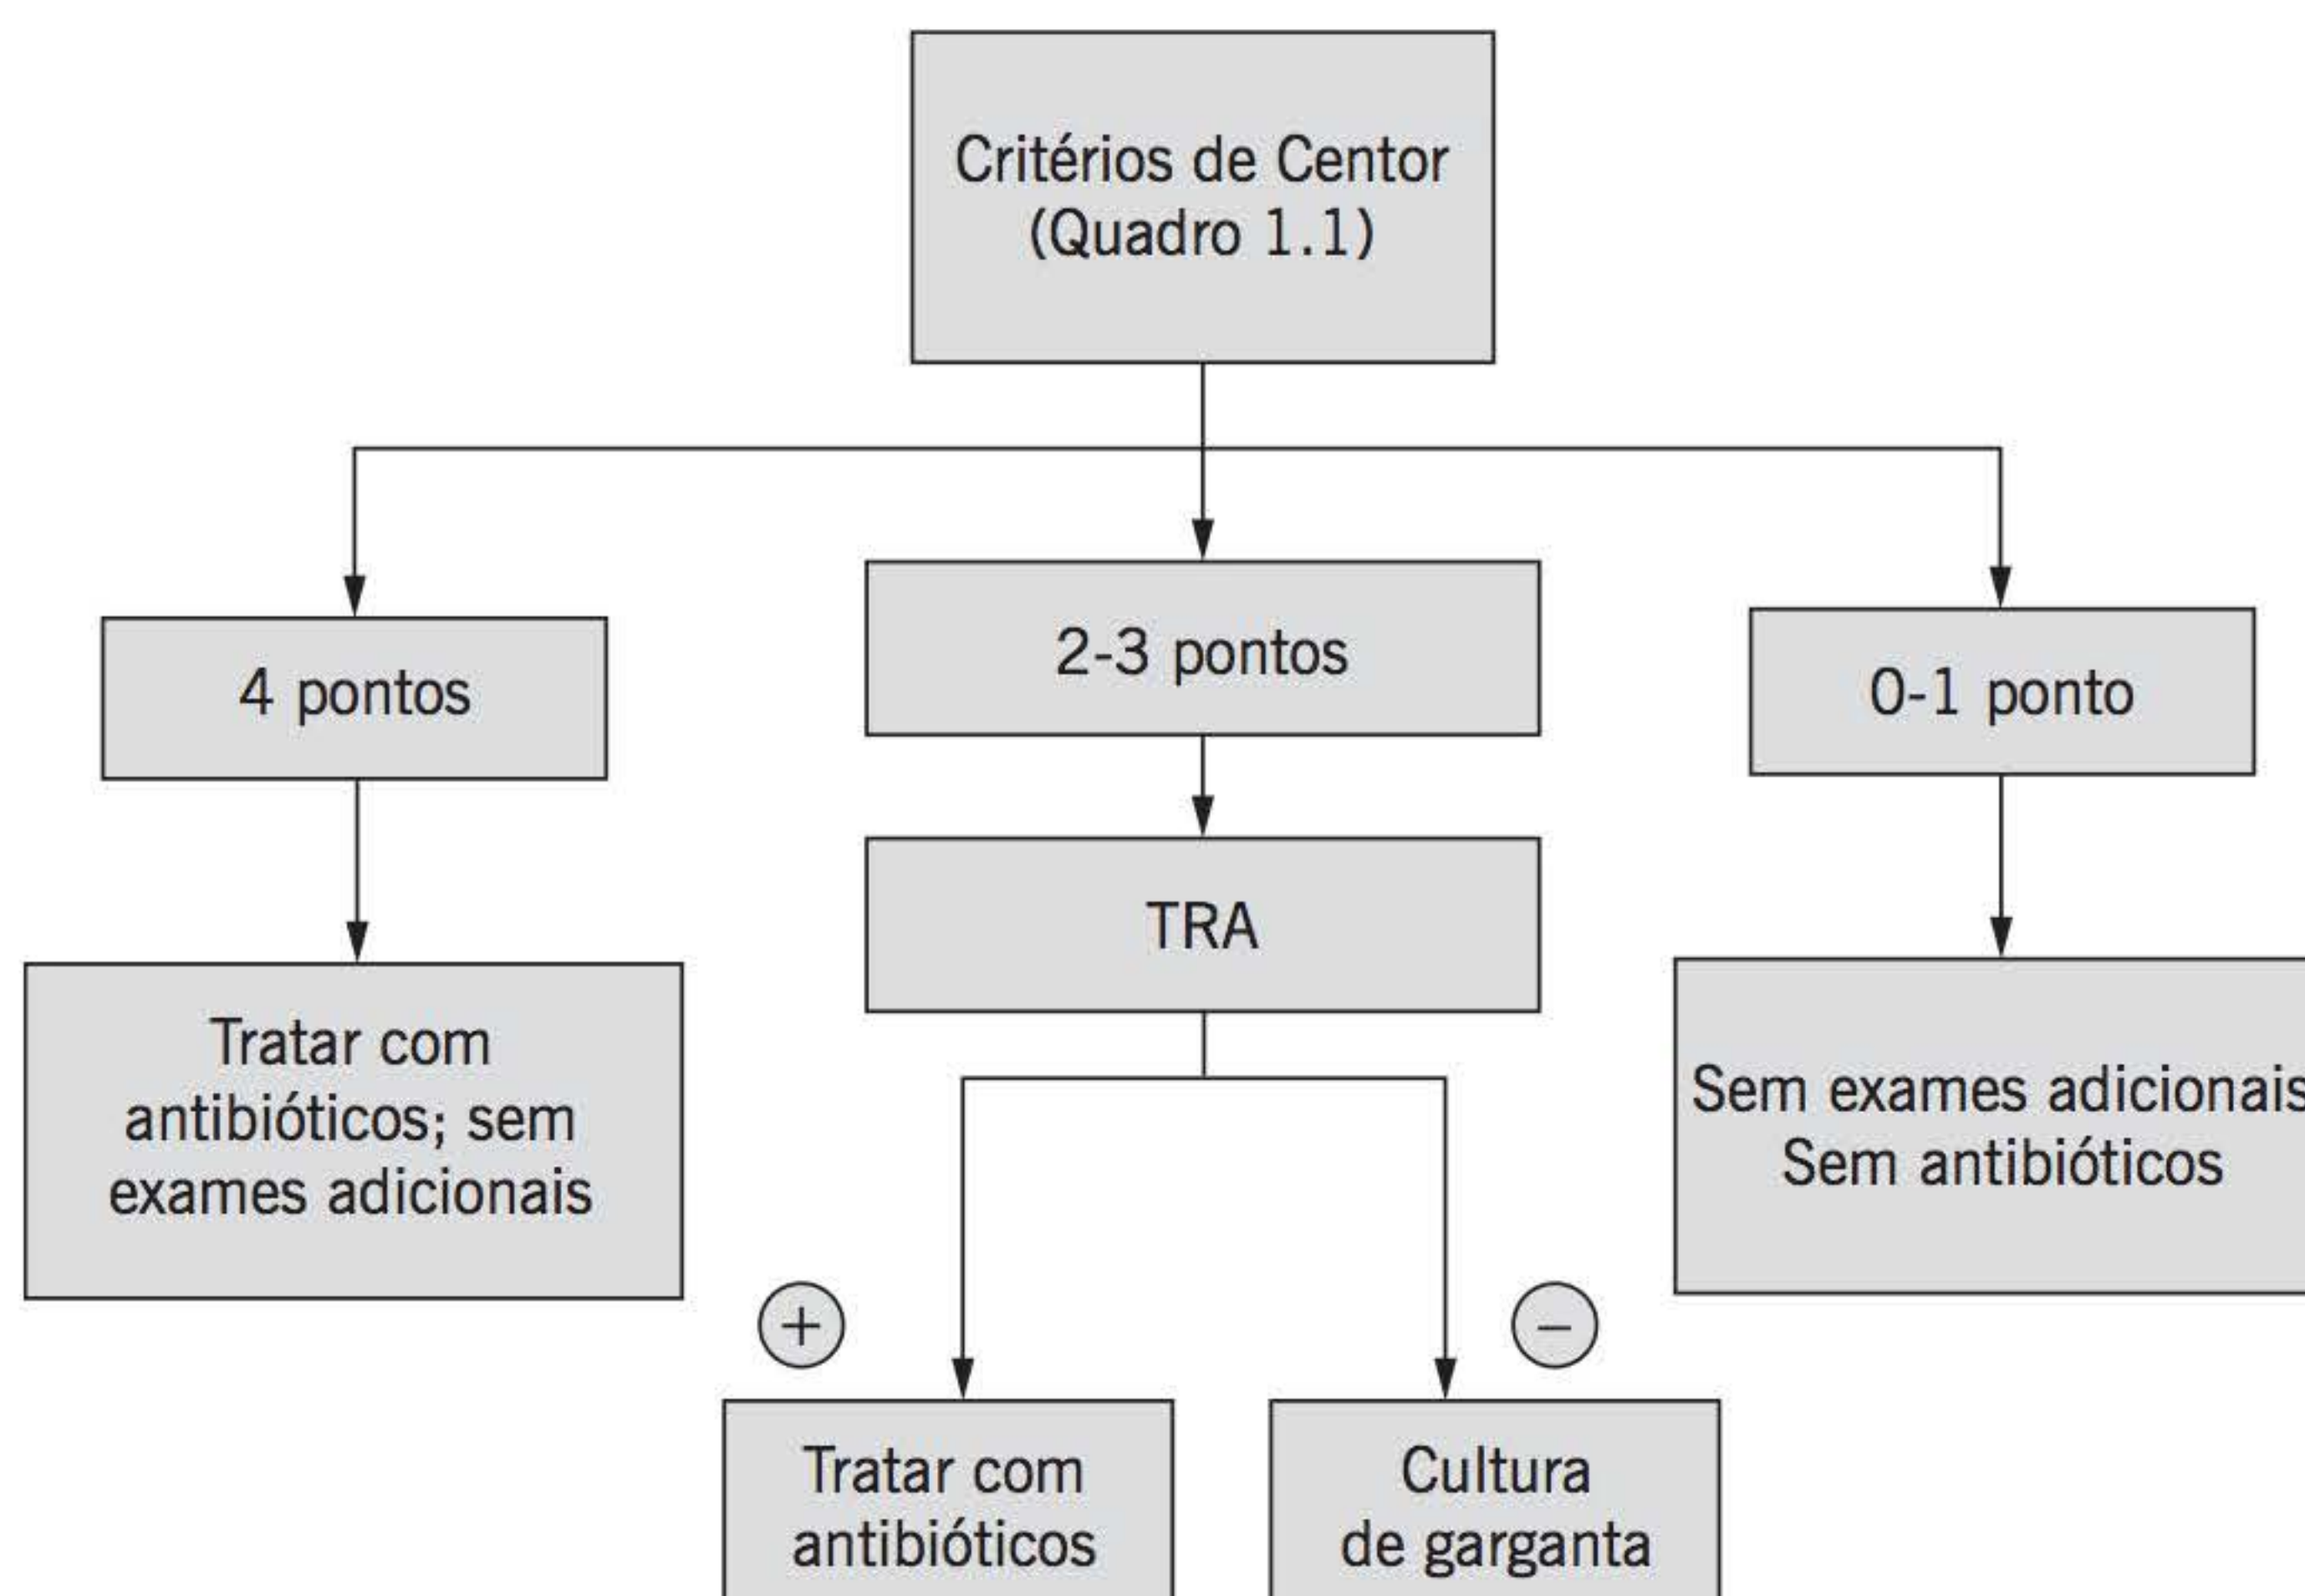 Critérios de Centor
(Quadro 1.1)
4 pontos
2-3 pontos
0-1 ponto
TRA
Tratar com
antibióticos; sem
exames adicionais
Sem exames adicionais
Sem antibióticos
+
–
Tratar com
antibióticos
Cultura
de garganta